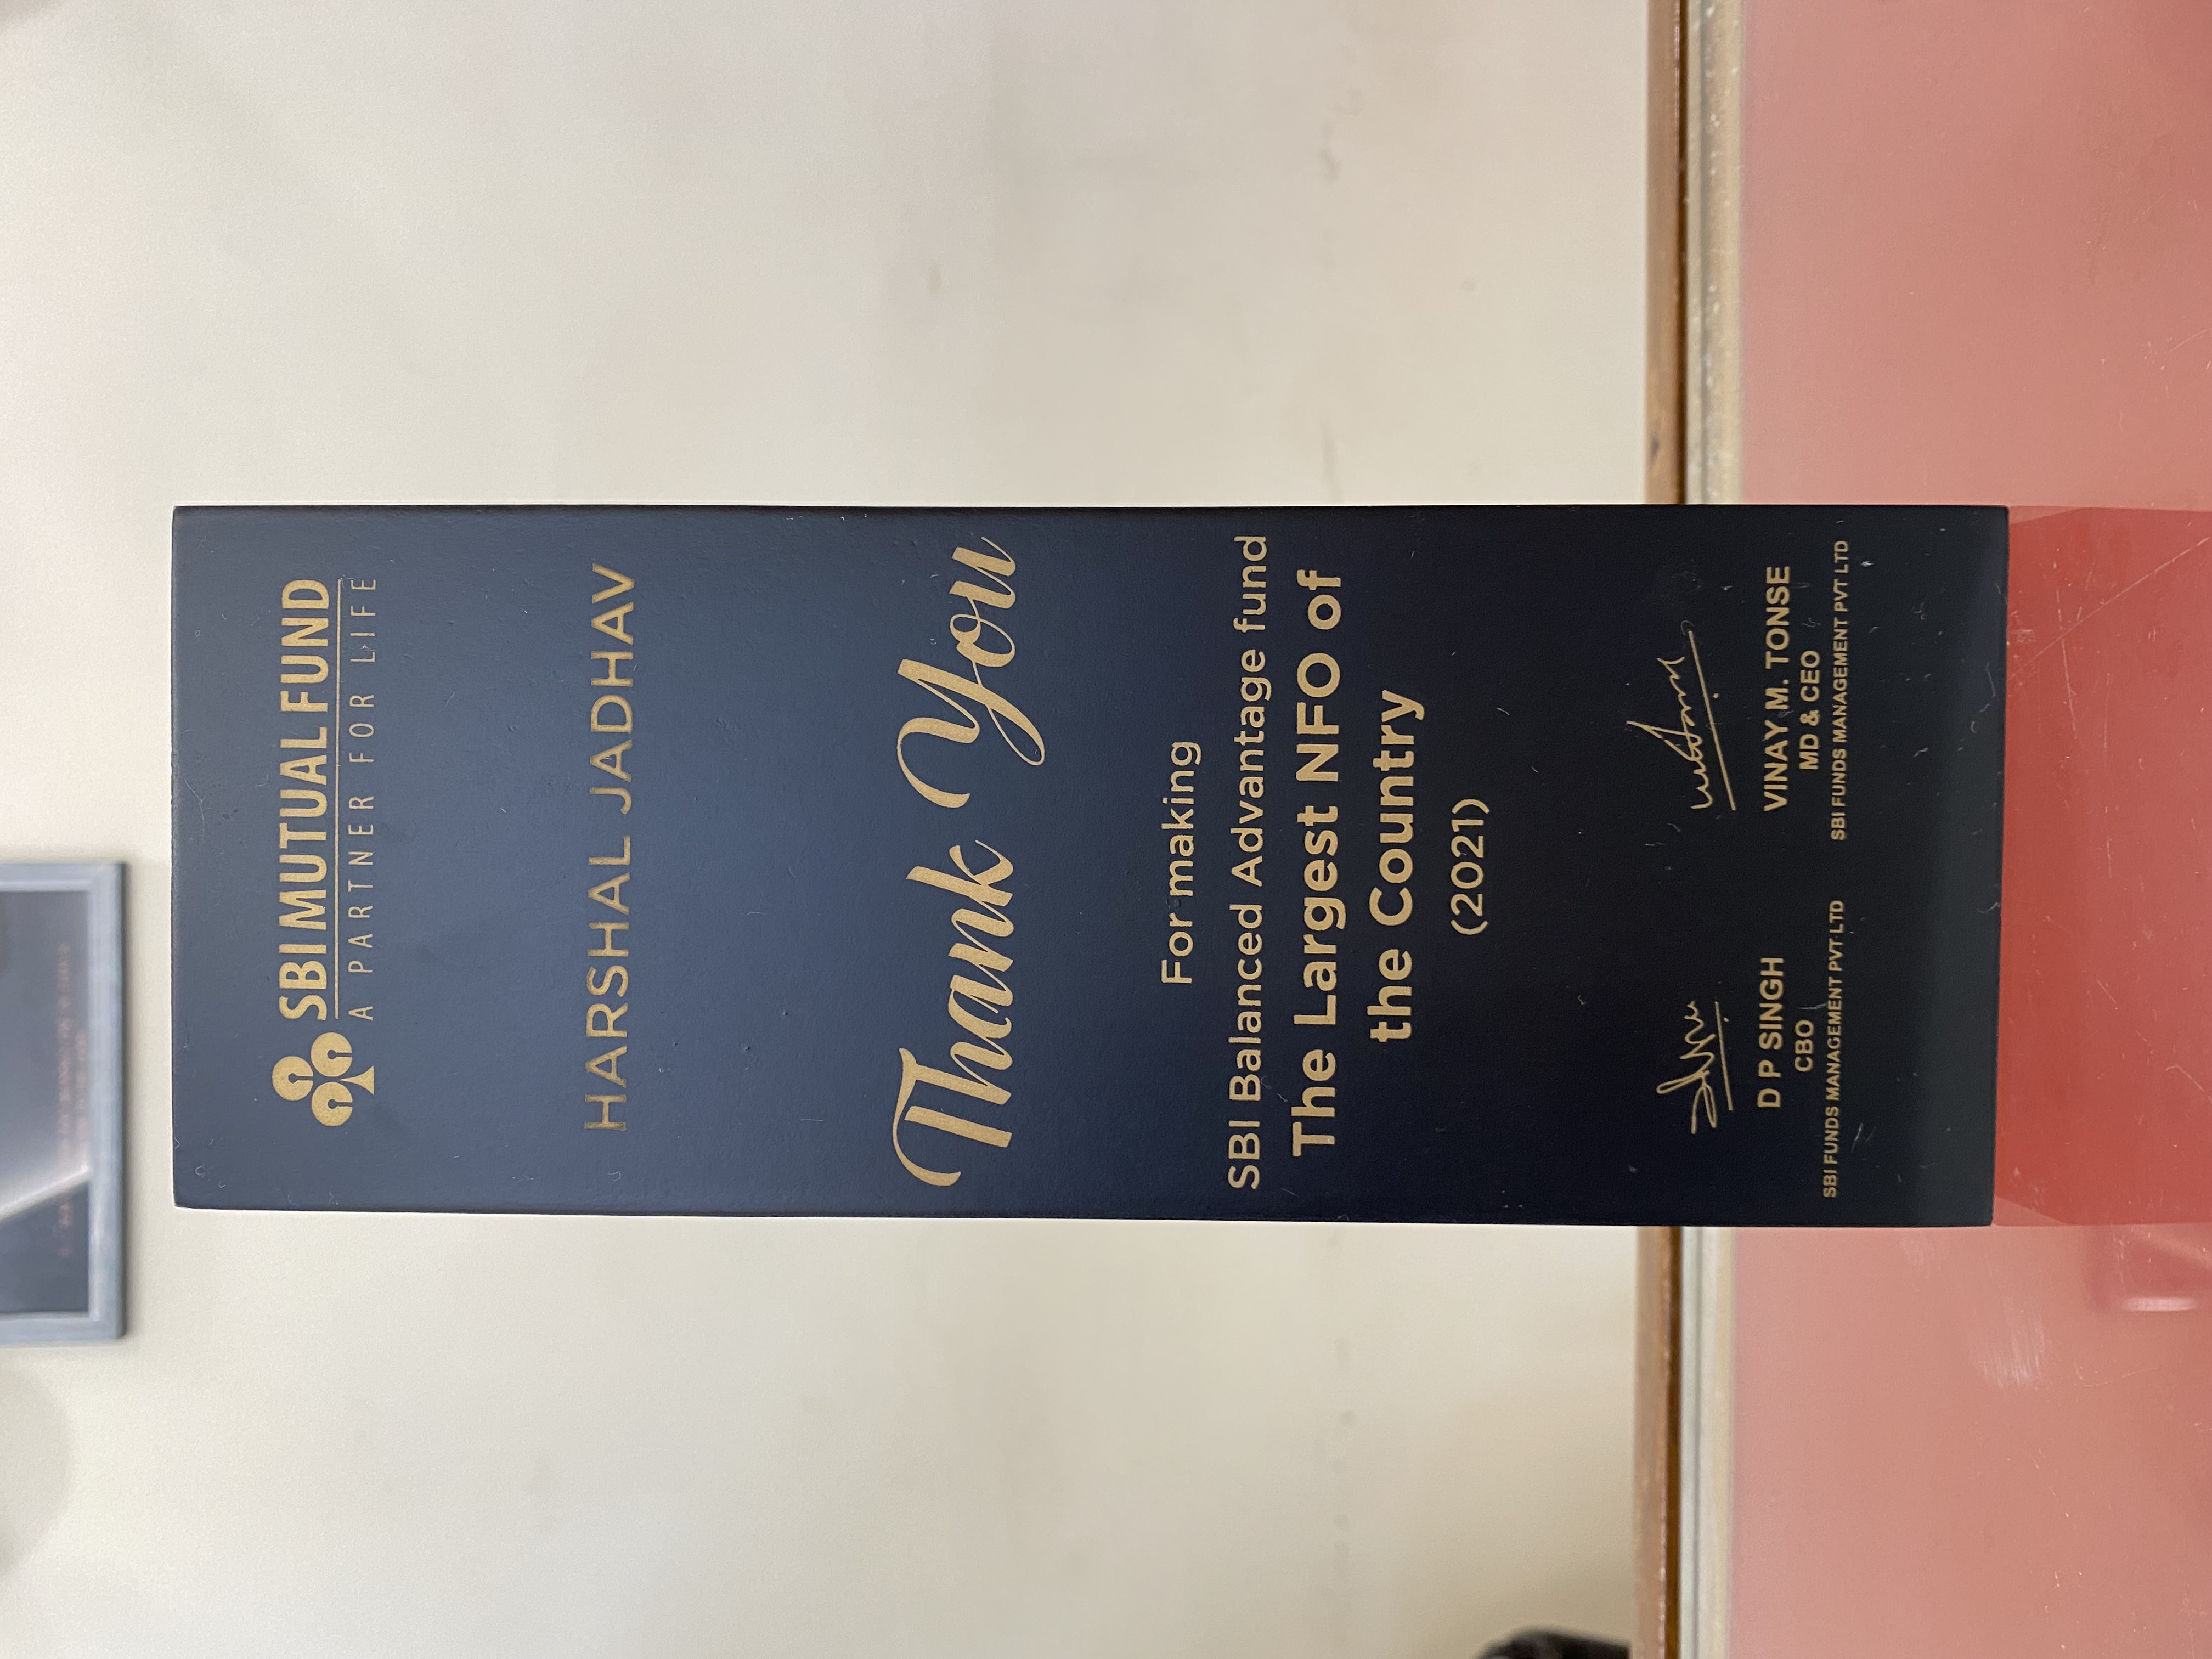 SBI MUTUAL FUND
A PARTNER FOR LIFE
HARSHAL JADHAV
Thank You
For making
SBI Balanced Advantage fund
The Largest NFO of
the Country
(2021)
D P SINGH
CBO
SBI FUNDS MANAGEMENT PVT LTD
VINAY M. TONSE
MD & CEO
SBI FUNDS MANAGEMENT PVT LTD